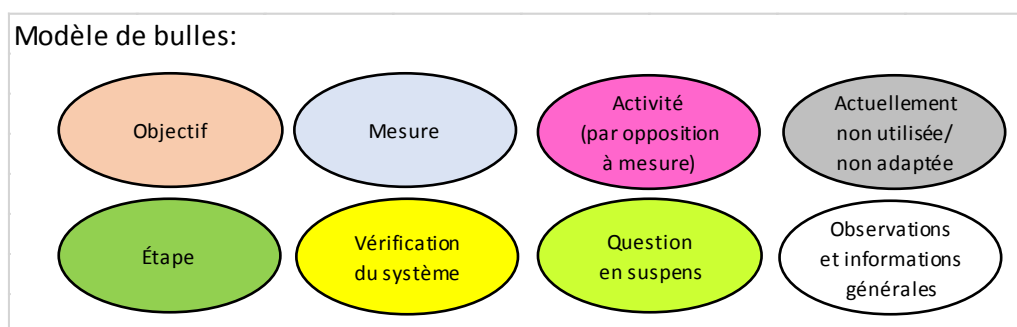 Modèle de bulles:
Objectif
Mesure
Activité
(par opposition
à mesure)
Actuellement
non utilisée/
non adaptée
Étape
Vérification
du système
Question
en suspens
Observations
et informations
générales